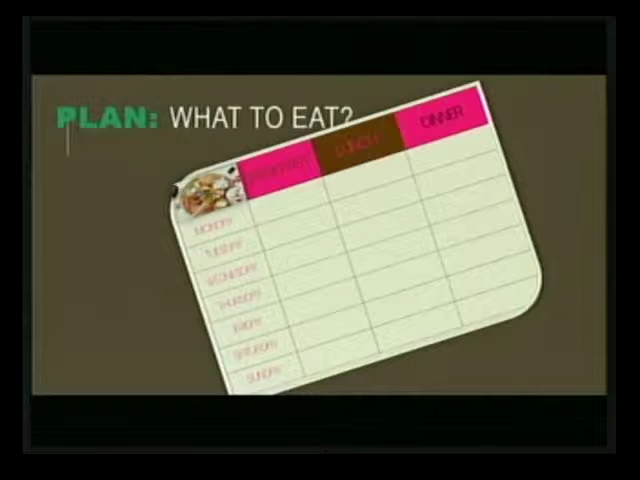 PLAN: WHAT TO EAT?
BREAKFAST LUNCH DINNER
MONDAY
TUESDAY
WEDNESDAY
THURSDAY
FRIDAY
SATURDAY
SUNDAY